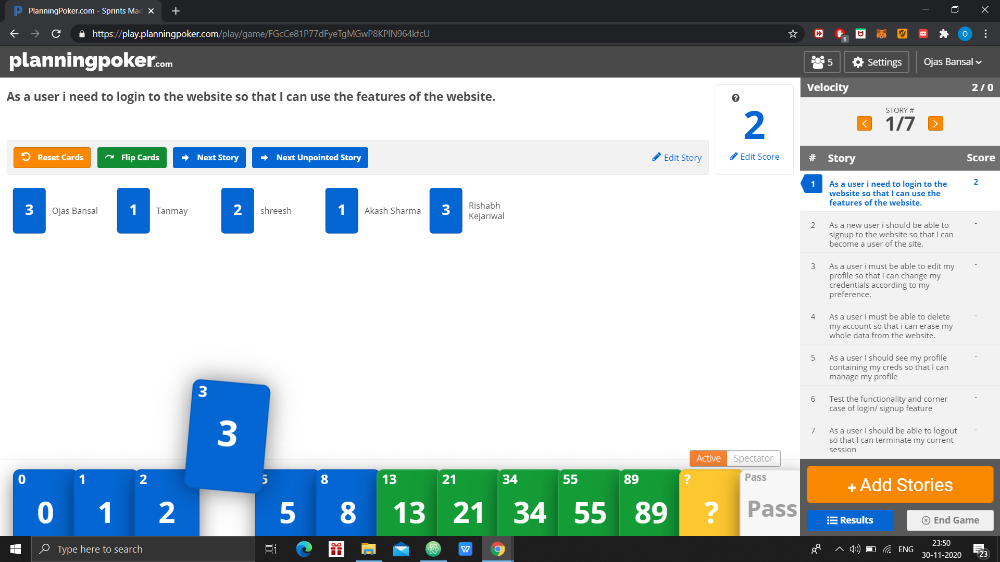 PlanningPoker.com - Sprints Mad
https://play.planningpoker.com/play/game/FGcCe81P77dFyeTgMGwP8KPlN964kfcU
1
O
planningpoker.com
5
Settings
Ojas Bansal
As a user i need to login to the website so that I can use the features of the website.
2
Edit Score
Reset Cards
Flip Cards
Next Story
Next Unpointed Story
Edit Story
3 Ojas Bansal
1 Tanmay
2 shreesh
1 Akash Sharma
3 Rishabh
Kejariwal
Velocity 2 / 0
STORY #
1/7
# Story Score
1 As a user i need to login to the 2
website so that I can use the
features of the website.
2 As a new user i should be able to -
signup to the website so that I can
become a user of the site.
3 As a user i must be able to edit my -
profile so that i can change my
credentials according to my
preference.
4 As a user i must be able to delete -
my account so that i can erase my
whole data from the website.
5 As a user I should see my profile -
containing my creds so that I can
manage my profile
6 Test the functionality and corner -
case of login/ signup feature
7 As a user I should be able to logout -
so that I can terminate my current
session
Add Stories
Results
End Game
Active Spectator
3
3
0 1 2 5 8 13 21 34 55 89 ? Pass
0 1 2 5 8 13 21 34 55 89 ? Pass
Type here to search
ENG
23:50
30-11-2020
23